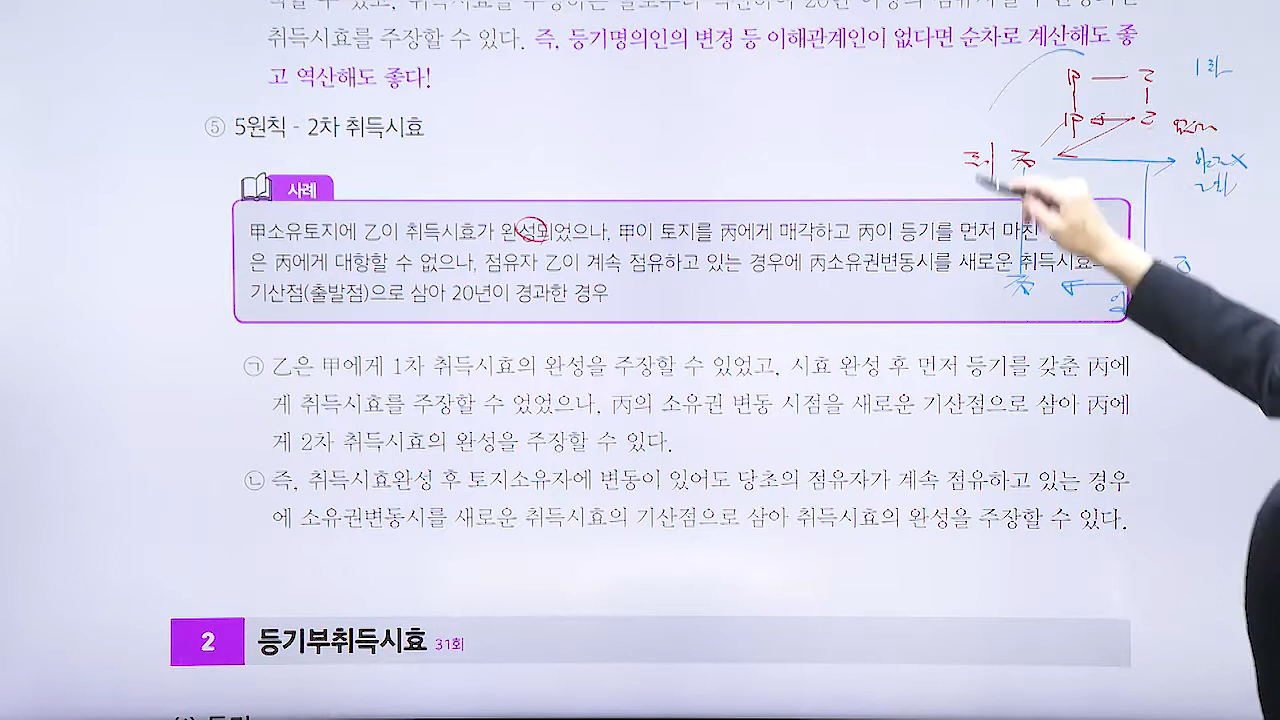 취득시효를 주장할 수 있다. 즉, 등기명의인의 변경 등 이해관계인이 없다면 순차로 계산해도 좋
고 역산해도 좋다!
⑤ 5원칙 - 2차 취득시효
사례
甲소유토지에 乙이 취득시효가 완성되었으나, 甲이 토지를 丙에게 매각하고 丙이 등기를 먼저 마친
은 丙에게 대항할 수 없으나, 점유자 乙이 계속 점유하고 있는 경우에 丙소유권변동시를 새로운 취득시효
기산점(출발점)으로 삼아 20년이 경과한 경우
㉠ 乙은 甲에게 1차 취득시효의 완성을 주장할 수 있었고, 시효 완성 후 먼저 등기를 갖춘 丙에
게 취득시효를 주장할 수 없었으나, 丙의 소유권 변동 시점을 새로운 기산점으로 삼아 丙에
게 2차 취득시효의 완성을 주장할 수 있다.
㉡ 즉, 취득시효완성 후 토지소유자에 변동이 있어도 당초의 점유자가 계속 점유하고 있는 경우
에 소유권변동시를 새로운 취득시효의 기산점으로 삼아 취득시효의 완성을 주장할 수 있다.
2 등기부취득시효 31회